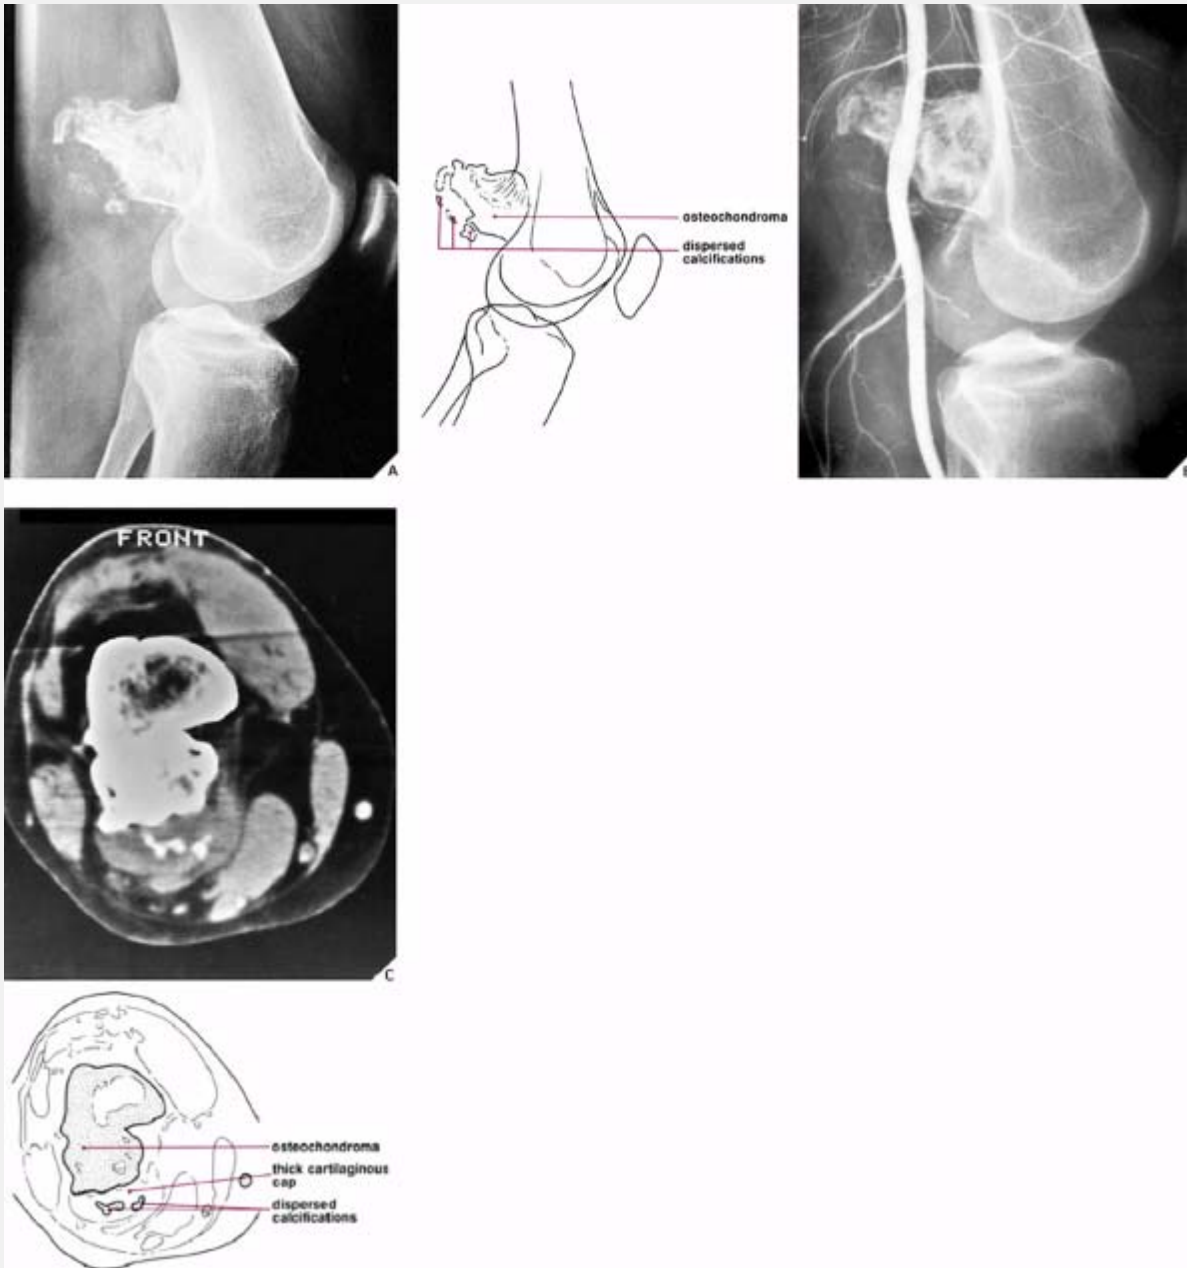 osteochondroma
dispersed
calcifications
A
B
FRONT
C
osteochondroma
thick cartilaginous
cap
dispersed
calcifications